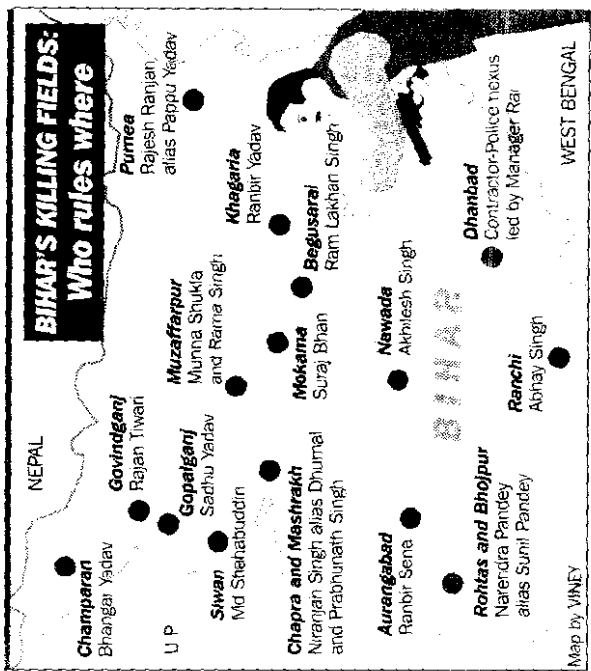 BIHAR'S KILLING FIELDS:
Who rules where
NEPAL
Champaran
Bhangar Yadav
Govindganj
Rajan Tiwari
Gopalganj
Sadhu Yadav
U P
Siwan
Md Shahabuddin
Purnea
Rajesh Ranjan,
alias Pappu Yadav
Muzaffarpur
Munna Shukla
and Rama Singh
Khagaria
Ranbir Yadav
Chapra and Mashrakh
Niranjan Singh alias Dhumal
and Prabhunath Singh
Mokama
Suraj Bhan
Begusarai
Ram Lakhan Singh
Aurangabad
Ranbir Sene
Nawada
Akhilesh Singh
BIHAR
Rohtas and Bhojpur
Narendra Pandey
alias Sunil Pandey
Dhanbad
Contractor-Police nexus
led by Manager Rai
Ranchi
Abhay Singh
WEST BENGAL
Map by VINEY